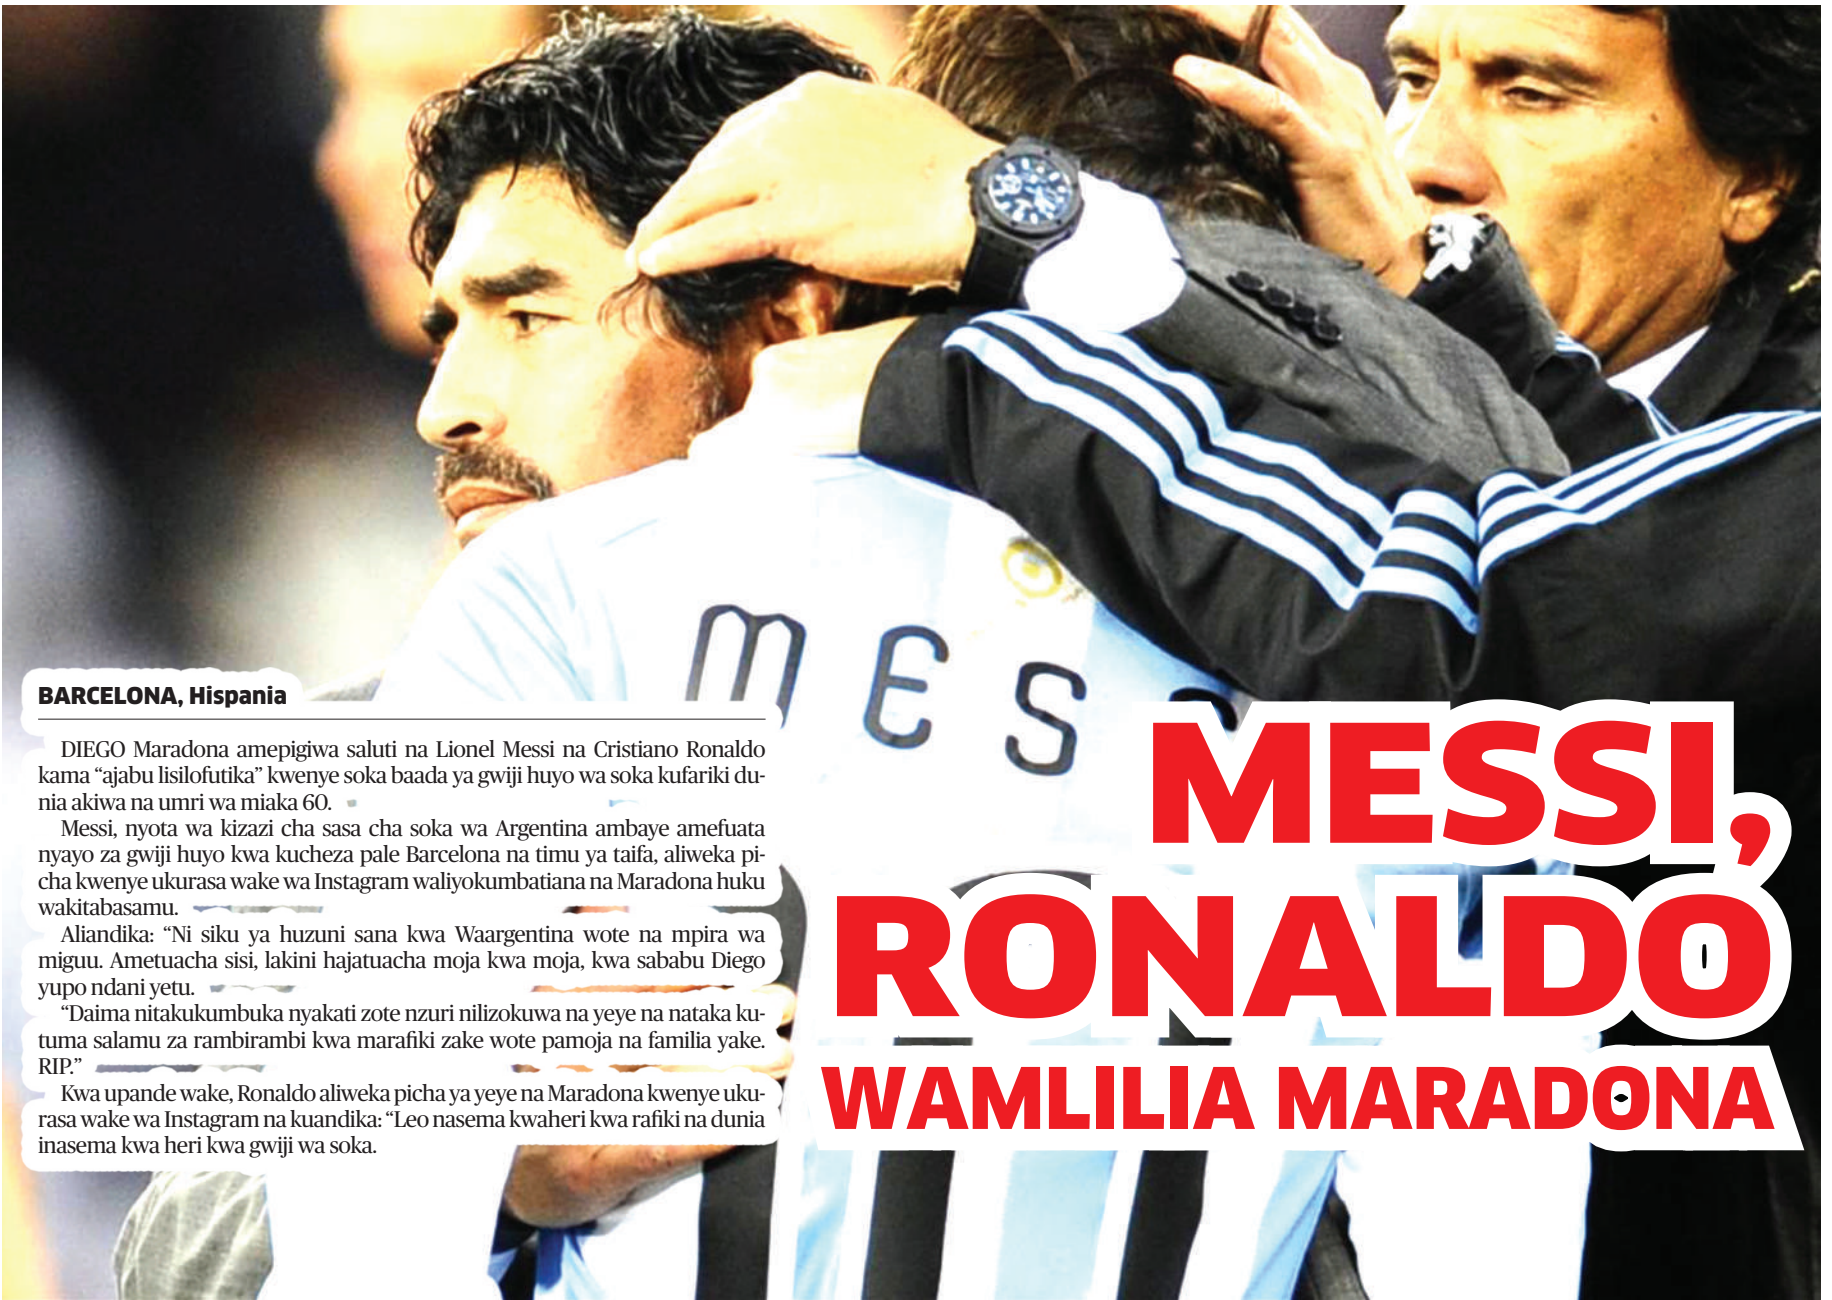 MESS
BARCELONA, Hispania
DIEGO Maradona amepigiwa saluti na Lionel Messi na Cristiano Ronaldo
kama “ajabu lisilofutika” kwenye soka baada ya gwiji huyo wa soka kufariki du-
nia akiwa na umri wa miaka 60.
Messi, nyota wa kizazi cha sasa cha soka wa Argentina ambaye amefuata
nyayo za gwiji huyo kwa kucheza pale Barcelona na timu ya taifa, aliweka pi-
cha kwenye ukurasa wake wa Instagram waliyokumbatiana na Maradona huku
wakitabasamu.
Aliandika: “Ni siku ya huzuni sana kwa Waargentina wote na mpira wa
miguu. Ametuacha sisi, lakini hajatuacha moja kwa moja, kwa sababu Diego
yupo ndani yetu.
“Daima nitakukumbuka nyakati zote nzuri nilizokuwa na yeye na nataka ku-
tuma salamu za rambirambi kwa marafiki zake wote pamoja na familia yake.
RIP.”
Kwa upande wake, Ronaldo aliweka picha ya yeye na Maradona kwenye uku-
rasa wake wa Instagram na kuandika: “Leo nasema kwaheri kwa rafiki na dunia
inasema kwa heri kwa gwiji wa soka.
MESSI,
RONALDO
WAMLILIA MARADONA